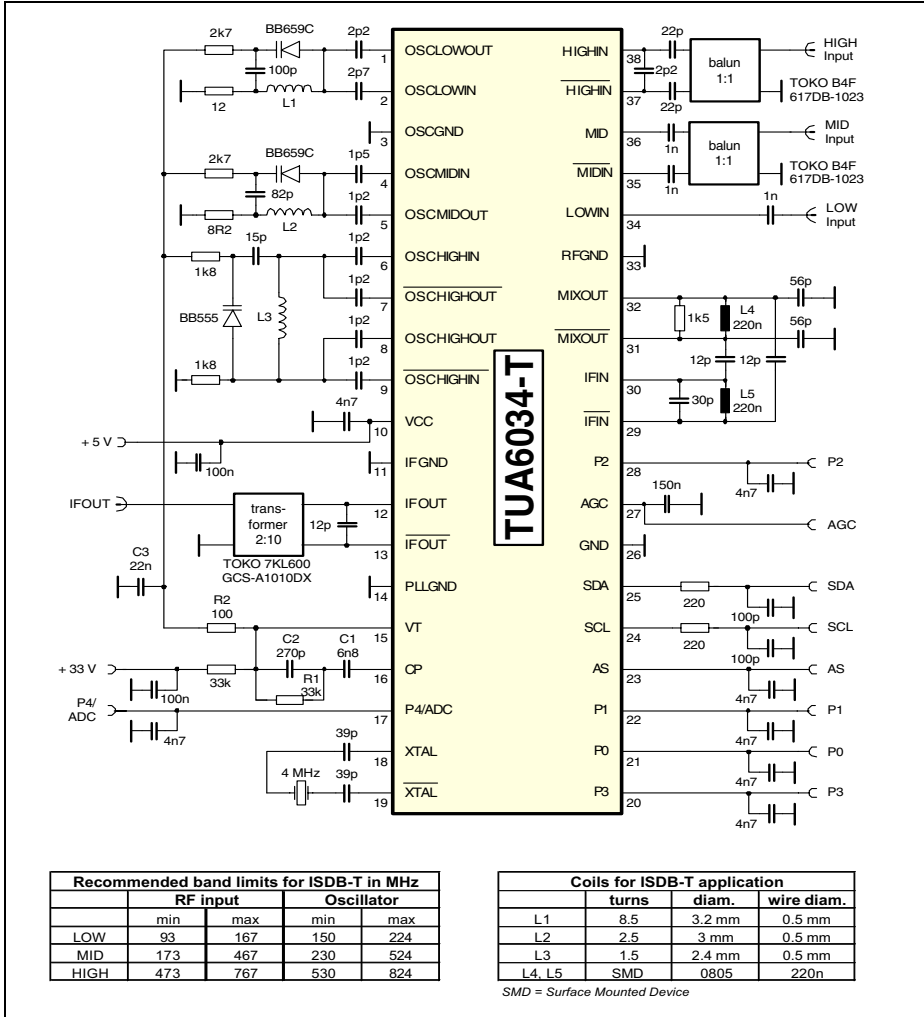 2k7
BB659C
2p2
1
OSCLOWOUT
100p
2p7
2
OSCLOWIN
12
L1
3
OSCGND
2k7
BB659C
1p5
4
OSCMIDIN
82p
1p2
5
OSCMIDOUT
8R2
L2
15p
1p2
6
OSCHIGHIN
1k8
1p2
7
OSCHIGHOUT
BB555
L3
8
OSCHIGHOUT
1p2
1k8
1p2
9
OSCHIGHIN
4n7
10
VCC
+ 5 V
100n
11
IFGND
IFOUT
trans-
former
2:10
12
IFOUT
12p
13
IFOUT
TOKO 7KL600
GCS-A1010DX
C3
22n
14
PLLGND
R2
100
15
VT
C2
270p
C1
6n8
16
CP
+ 33 V
33k
R1
33k
100n
P4/
ADC
17
P4/ADC
4n7
39p
18
XTAL
4 MHz
39p
19
XTAL
TUA6034-T
HIGHIN
38
22p
balun
1:1
HIGH
Input
2p2
HIGHIN
37
22p
TOKO B4F
617DB-1023
MID
36
1n
balun
1:1
MID
Input
MIDIN
35
1n
TOKO B4F
617DB-1023
LOWIN
34
1n
LOW
Input
RFGND
33
MIXOUT
32
56p
1k5
L4
220n
MIXOUT
31
56p
12p
12p
IFIN
30
30p
L5
220n
IFIN
29
P2
28
4n7
P2
AGC
27
150n
AGC
GND
26
SDA
25
220
100p
SDA
SCL
24
220
100p
SCL
AS
23
4n7
AS
P1
22
4n7
P1
P0
21
4n7
P0
P3
20
4n7
P3
Recommended band limits for ISDB-T in MHz
RF input Oscillator
min max min max
LOW 93 167 150 224
MID 173 467 230 524
HIGH 473 767 530 824
Coils for ISDB-T application
turns diam. wire diam.
L1 8.5 3.2 mm 0.5 mm
L2 2.5 3 mm 0.5 mm
L3 1.5 2.4 mm 0.5 mm
L4, L5 SMD 0805 220n
SMD = Surface Mounted Device